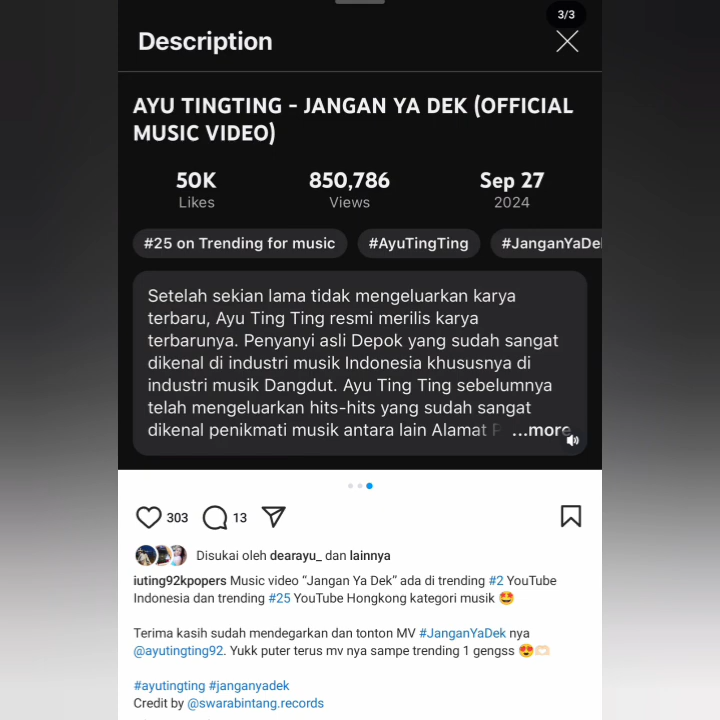 3/3
Description
AYU TINGTING - JANGAN YA DEK (OFFICIAL
MUSIC VIDEO)
50K 850,786 Sep 27
Likes Views 2024
#25 on Trending for music #AyuTingTing #JanganYaDe
Setelah sekian lama tidak mengeluarkan karya
terbaru, Ayu Ting Ting resmi merilis karya
terbarunya. Penyanyi asli Depok yang sudah sangat
dikenal di industri musik Indonesia khususnya di
industri musik Dangdut. Ayu Ting Ting sebelumnya
telah mengeluarkan hits-hits yang sudah sangat
dikenal penikmati musik antara lain Alamat P ...more
303 13
Disukai oleh dearayu_ dan lainnya
iuting92kpopers Music video “Jangan Ya Dek” ada di trending #2 YouTube
Indonesia dan trending #25 YouTube Hongkong kategori musik 🤩
Terima kasih sudah mendegarkan dan tonton MV #JanganYaDek nya
@ayutingting92. Yukk puter terus mv nya sampe trending 1 gengss 😍🫶🏻
#ayutingting #janganyadek
Credit by @swarabintang.records